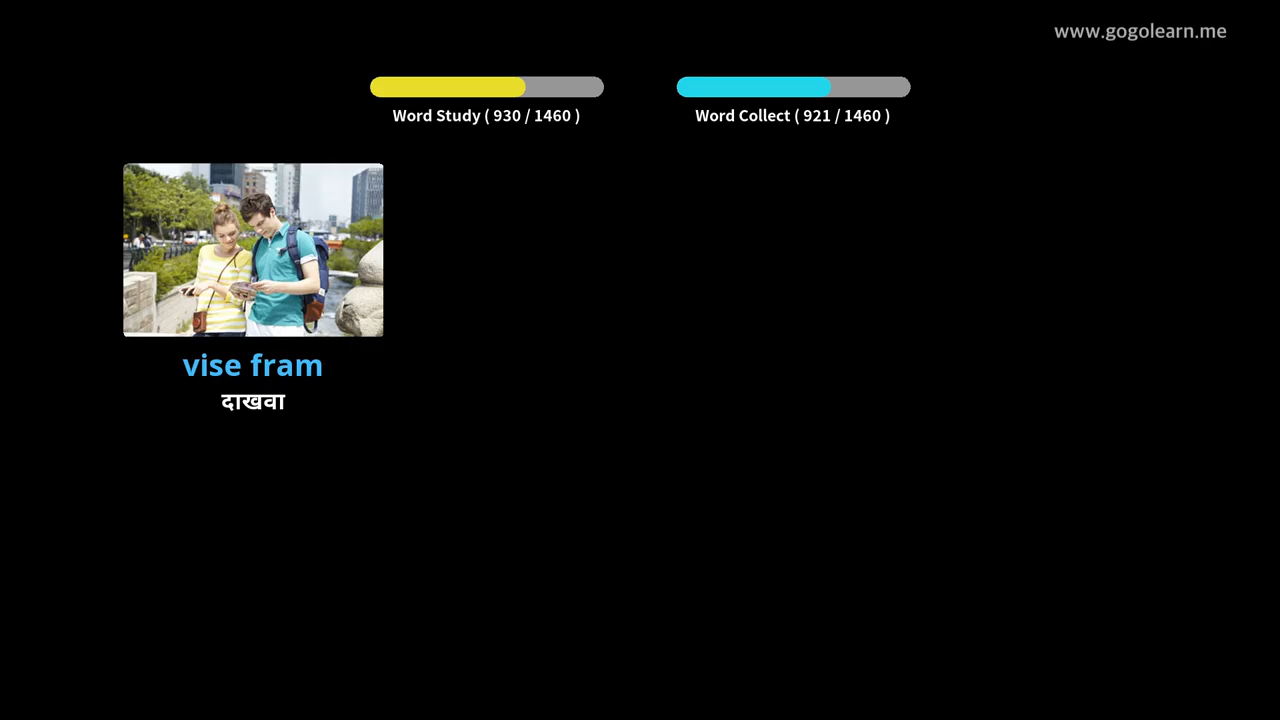 www.gogolearn.me
Word Study ( 930 / 1460 )
Word Collect ( 921 / 1460 )
vise fram
दाखवा